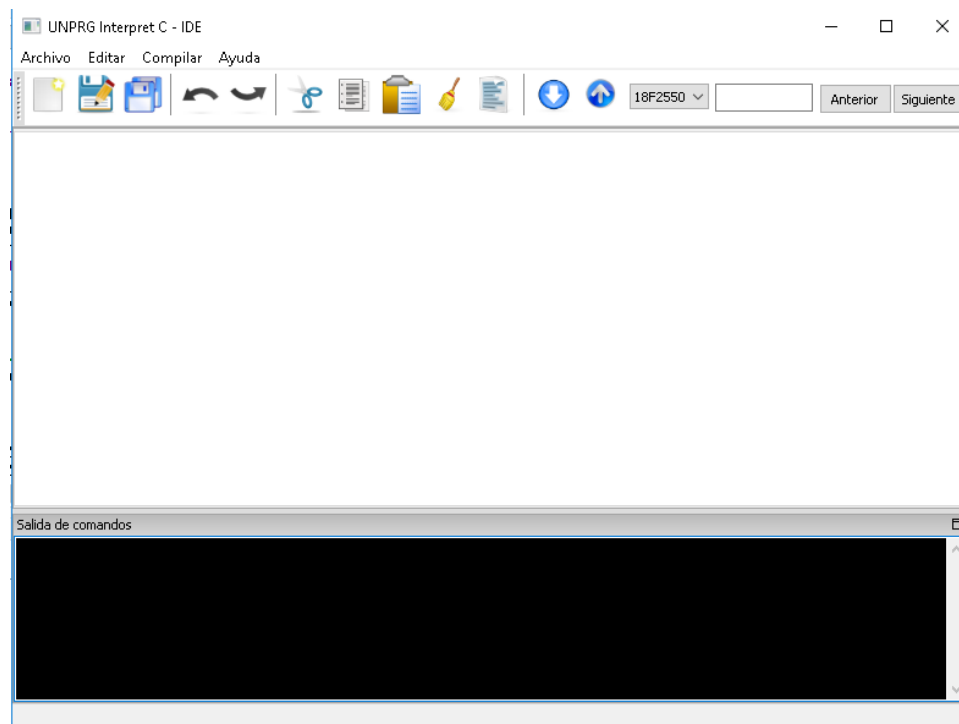 UNPRG Interpret C - IDE
Archivo Editar Compilar Ayuda
18F2550 Anterior Siguiente
Salida de comandos